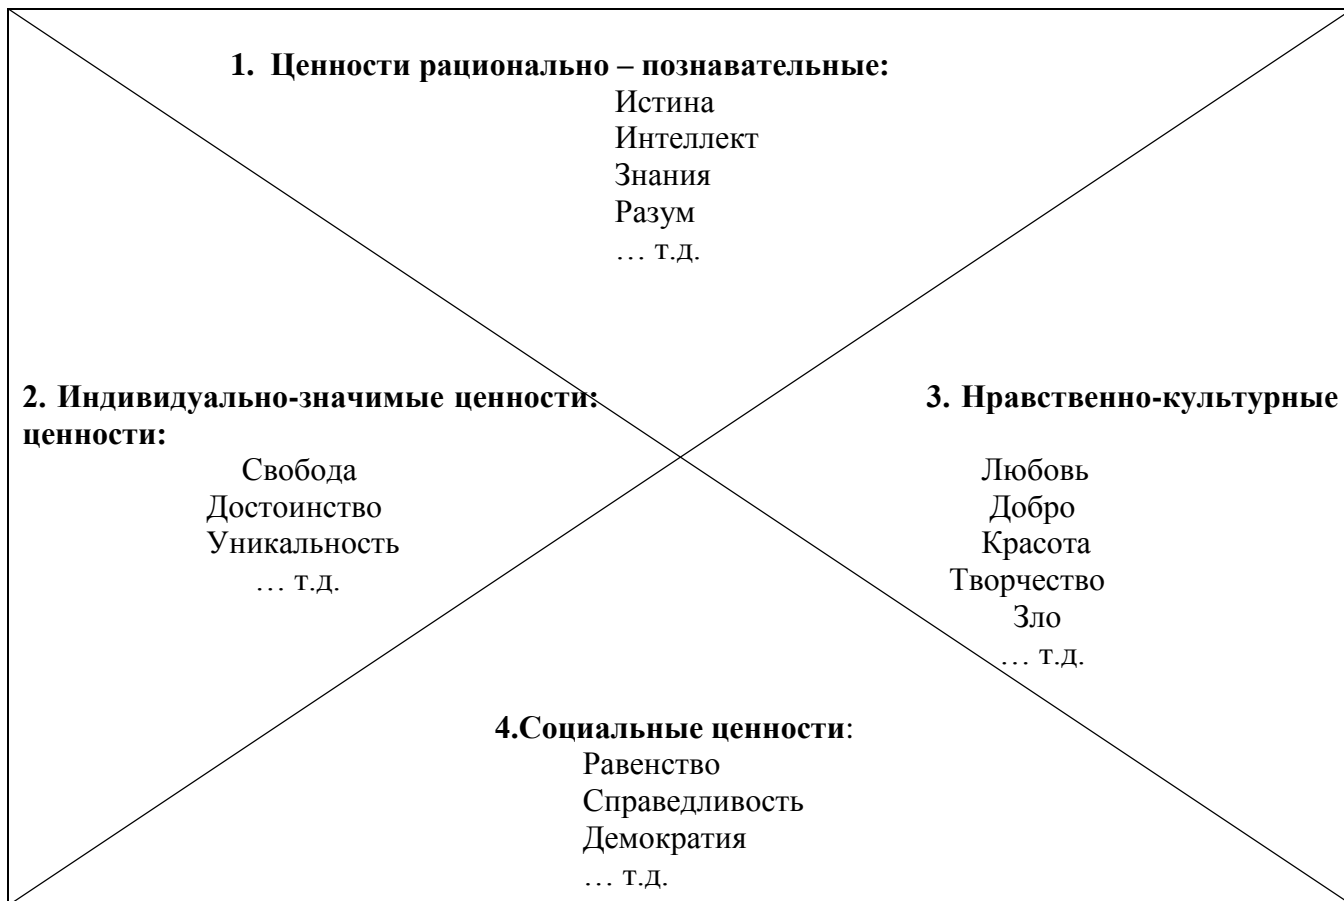 1. Ценности рационально – познавательные:
Истина
Интеллект
Знания
Разум
… т.д.
2. Индивидуально-значимые ценности: 3. Нравственно-культурные
ценности:
Свобода Любовь
Достоинство Добро
Уникальность Красота
… т.д. Творчество
Зло
… т.д.
4.Социальные ценности:
Равенство
Справедливость
Демократия
… т.д.